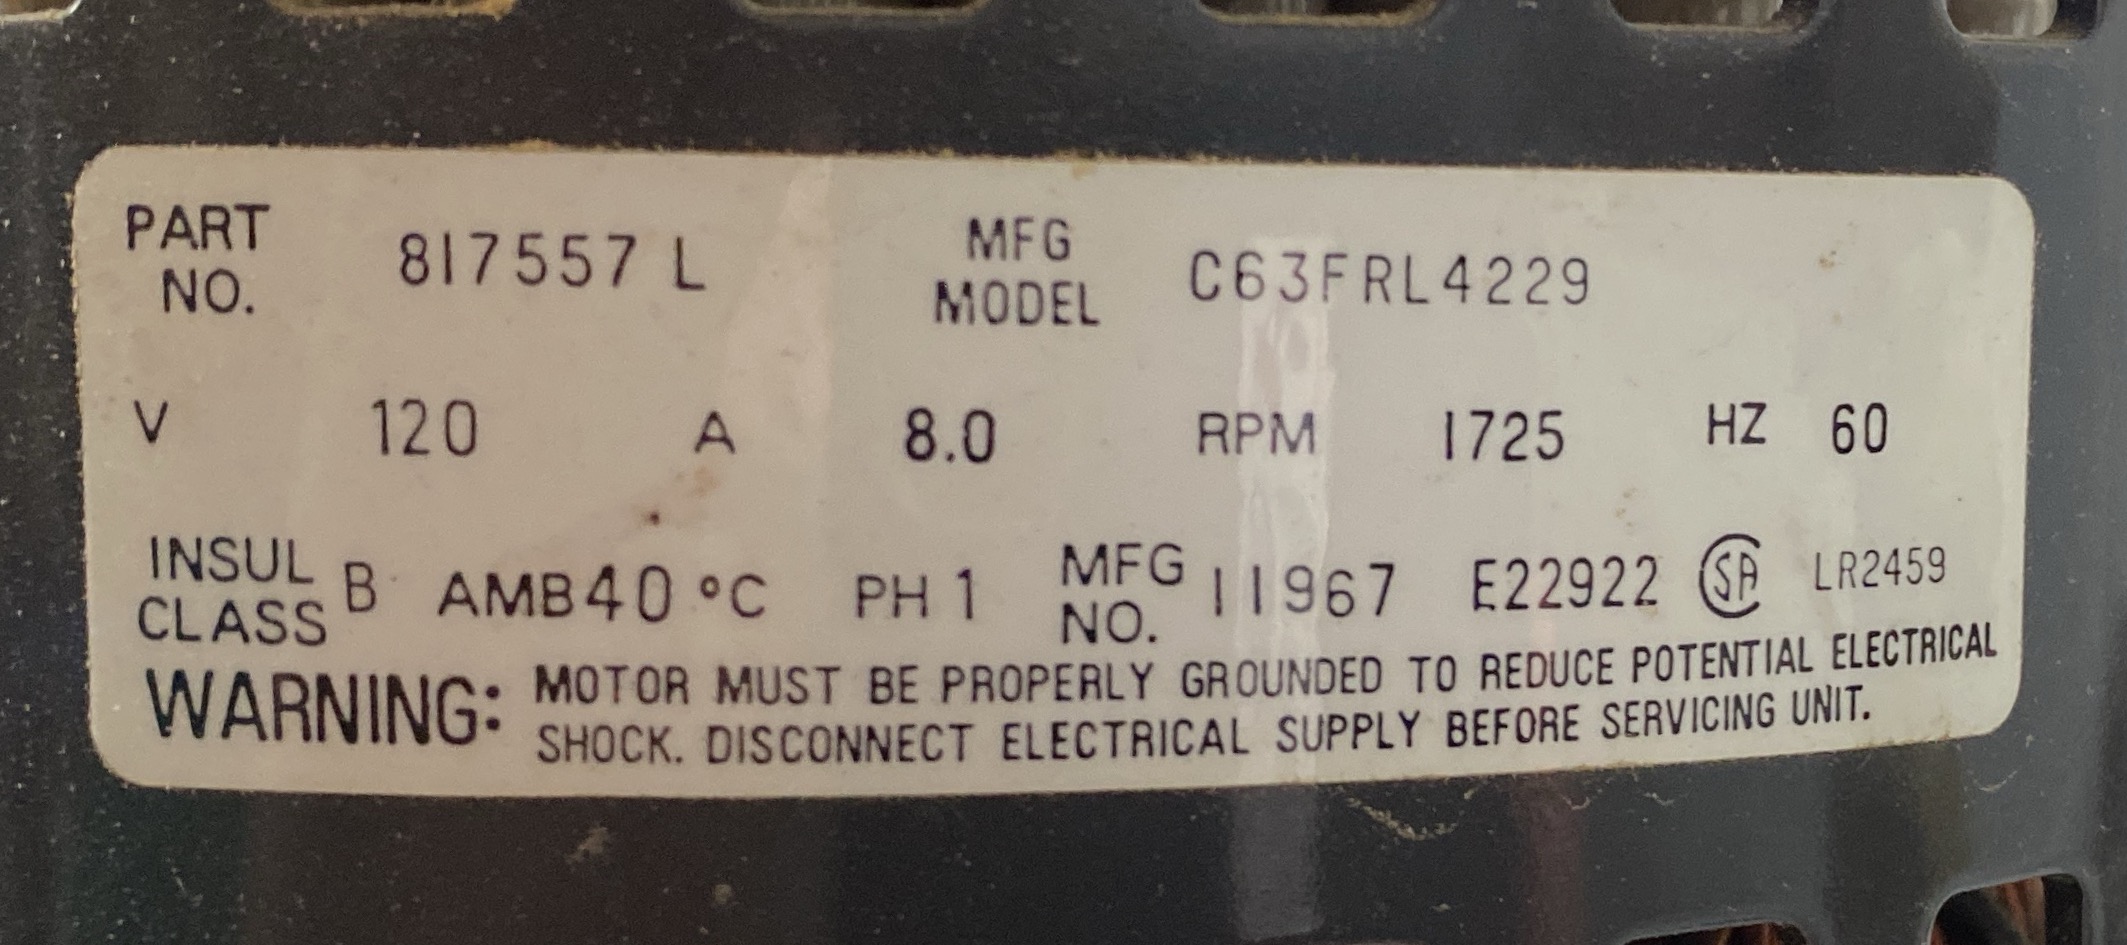 PART NO. 817557 L MFG MODEL C63FRL4229
V 120 A 8.0 RPM 1725 HZ 60
INSUL CLASS B AMB 40 °C PH 1 MFG NO. 11967 E22922 SA LR2459
WARNING: MOTOR MUST BE PROPERLY GROUNDED TO REDUCE POTENTIAL ELECTRICAL
SHOCK. DISCONNECT ELECTRICAL SUPPLY BEFORE SERVICING UNIT.